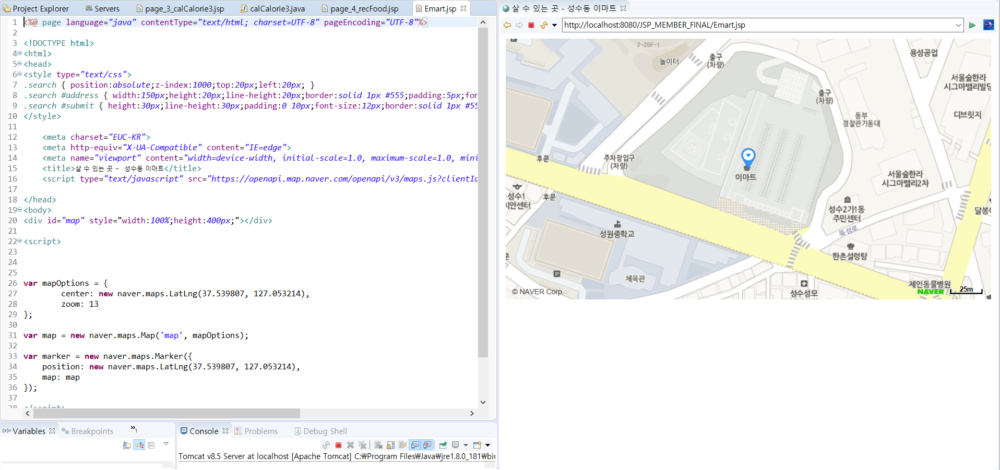 Project Explorer
Servers
page_3_calCalorie3.jsp
calCalorie3.java
page_4_recFood.jsp
Emart.jsp
1 <%@ page language="java" contentType="text/html; charset=UTF-8" pageEncoding="UTF-8"%>
2
3 <!DOCTYPE html>
4 <html>
5 <head>
6 <style type="text/css">
7 .search { position:absolute;z-index:1000;top:20px;left:20px; }
8 .search #address { width:150px;height:20px;line-height:20px;border:solid 1px #555;padding:5px;fon
9 .search #submit { height:30px;line-height:30px;padding:0 10px;font-size:12px;border:solid 1px #55
10 </style>
11
12 <meta charset="EUC-KR">
13 <meta http-equiv="X-UA-Compatible" content="IE=edge">
14 <meta name="viewport" content="width=device-width, initial-scale=1.0, maximum-scale=1.0, mini
15 <title>살 수 있는 곳 - 성수동 이마트</title>
16 <script type="text/javascript" src="https://openapi.map.naver.com/openapi/v3/maps.js?clientId
17
18 </head>
19 <body>
20 <div id="map" style="width:100%;height:400px;"></div>
21
22 <script>
23
24
25
26 var mapOptions = {
27 center: new naver.maps.LatLng(37.539807, 127.053214),
28 zoom: 13
29 };
30
31 var map = new naver.maps.Map('map', mapOptions);
32
33 var marker = new naver.maps.Marker({
34 position: new naver.maps.LatLng(37.539807, 127.053214),
35 map: map
36 });
37
38 </script>
Variables
Breakpoints
»1
Console
Problems
Debug Shell
Tomcat v8.5 Server at localhost [Apache Tomcat] C:₩Program Files₩Java₩jre1.8.0_181₩bin
살 수 있는 곳 - 성수동 이마트
http://localhost:8080/JSP_MEMBER_FINAL/Emart.jsp
2-20F-1
놀이터
출구
(차량)
용성공업
서울숲한라
시그마밸리빌딩
출구
(차량)
디브릿지
동부
경찰관기동대
후문
주차장입구
(차량)
이마트
서울숲한라
시그마밸리2차
성수1
치안센터
후문
성수2가1동
주민센터
달봉이
성원중학교
뚝섬로
한촌설렁탕
P
체육관
제인동물병원
성수성모
© NAVER Corp.
NAVER
25m